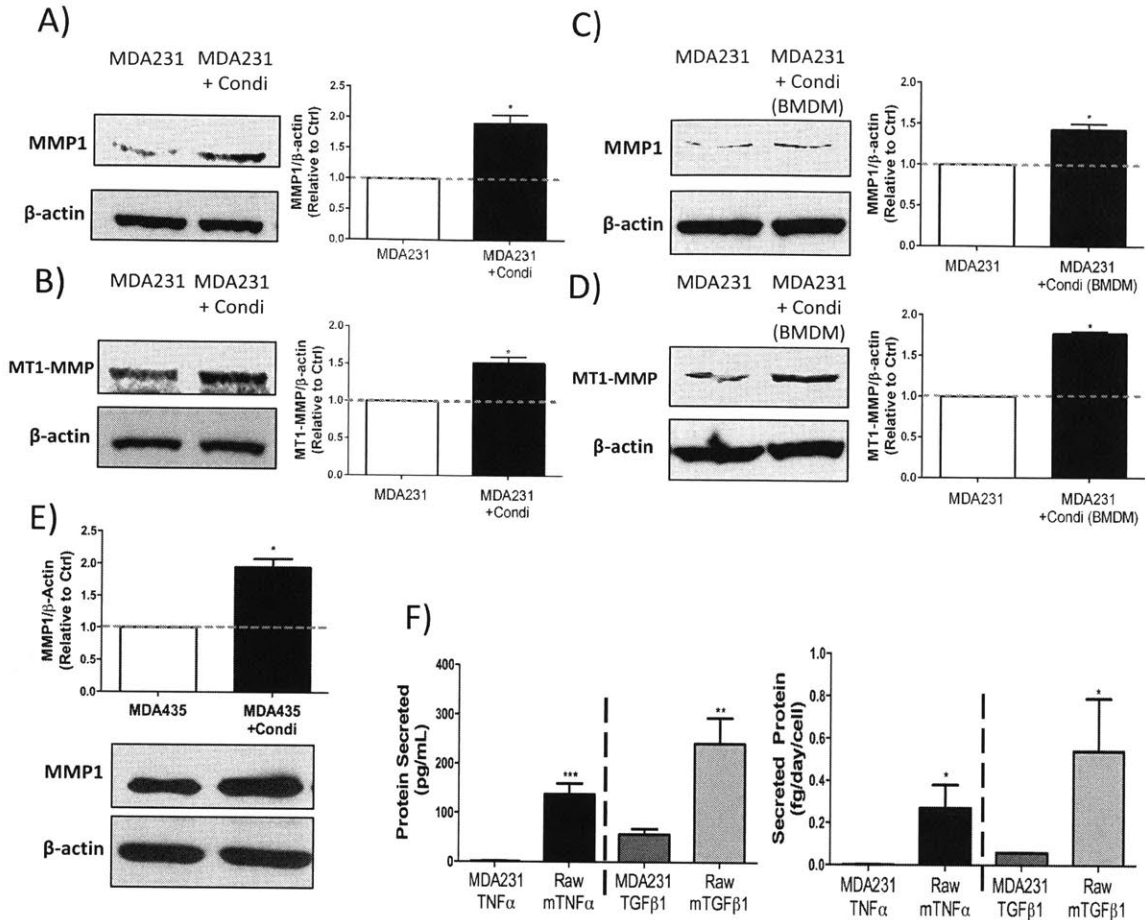 A)
MDA231 MDA231
+ Condi
MMP1
β-actin
MMP1/β-actin
(Relative to Ctrl)
2.5
2.0
1.5
1.0
0.5
0.0
*
MDA231
MDA231
+Condi
B)
MDA231 MDA231
+ Condi
MT1-MMP
β-actin
MT1-MMP/β-actin
(Relative to Ctrl)
2.0
1.5
1.0
0.5
0.0
*
MDA231
MDA231
+Condi
C)
MDA231 MDA231
+ Condi
(BMDM)
MMP1
β-actin
MMP1/β-actin
(Relative to Ctrl)
2.0
1.5
1.0
0.5
0.0
*
MDA231
MDA231
+Condi (BMDM)
D)
MDA231 MDA231
+ Condi
(BMDM)
MT1-MMP
β-actin
MT1-MMP/β-actin
(Relative to Ctrl)
2.0
1.5
1.0
0.5
0.0
*
MDA231
MDA231
+Condi (BMDM)
E)
MMP1/β-Actin
(Relative to Ctrl)
2.5
2.0
1.5
1.0
0.5
0.0
*
MDA435
MDA435
+Condi
MMP1
β-actin
F)
Protein Secreted
(pg/mL)
400
300
200
100
0
***
**
MDA231
TNFα
Raw
mTNFα
MDA231
TGFβ1
Raw
mTGFβ1
Secreted Protein
(fg/day/cell)
1.0
0.8
0.6
0.4
0.2
0.0
*
*
MDA231
TNFα
Raw
mTNFα
MDA231
TGFβ1
Raw
mTGFβ1